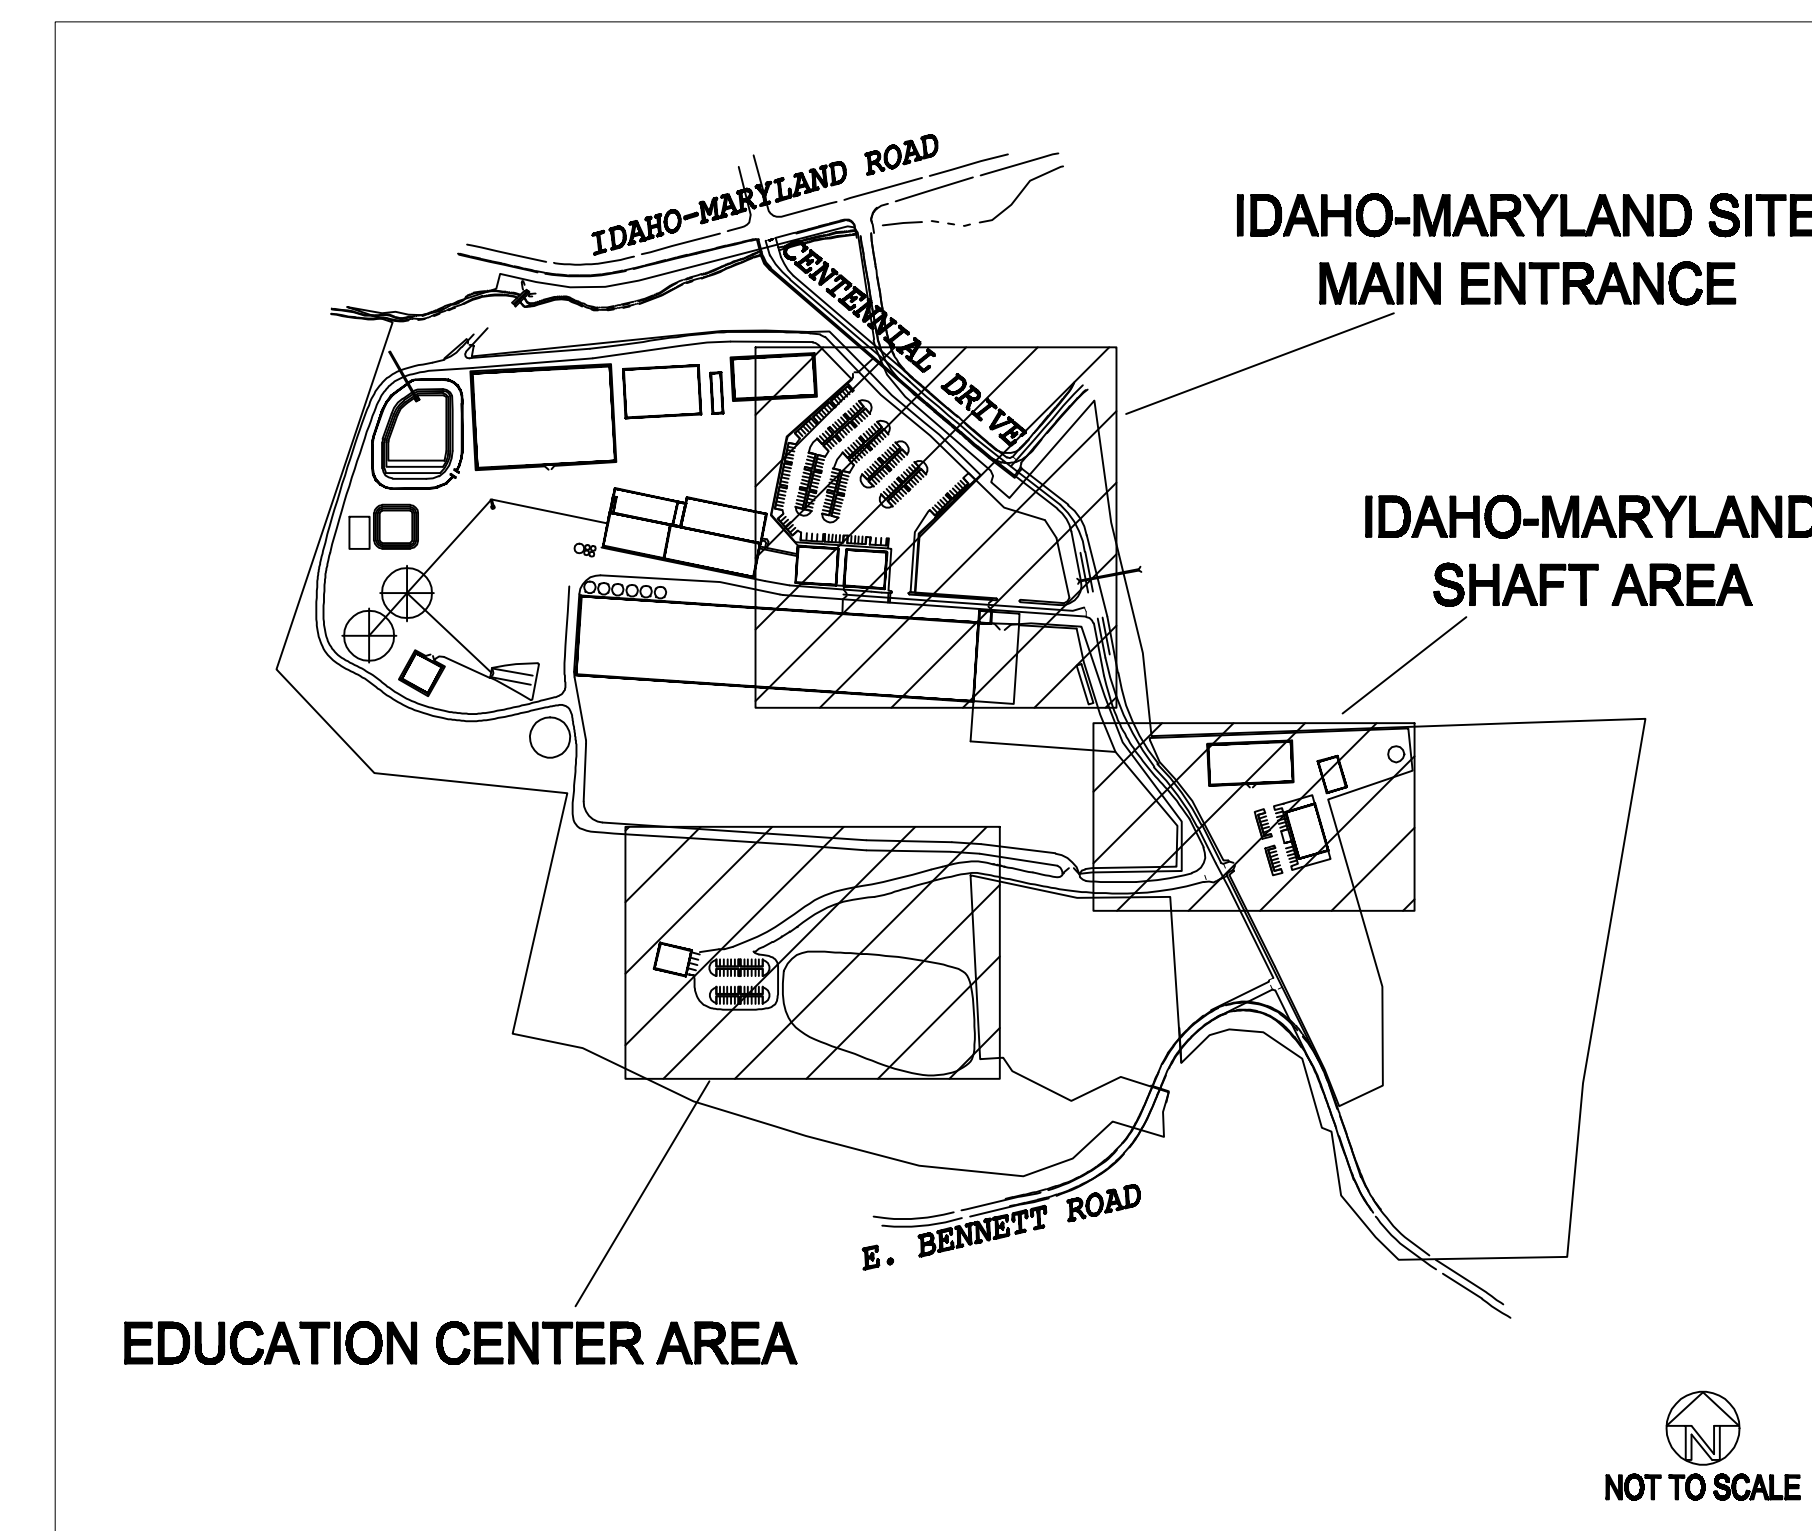 IDAHO-MARYLAND ROAD
CENTENNIAL DRIVE
IDAHO-MARYLAND SITE
MAIN ENTRANCE
IDAHO-MARYLAND
SHAFT AREA
E. BENNETT ROAD
EDUCATION CENTER AREA
N
NOT TO SCALE